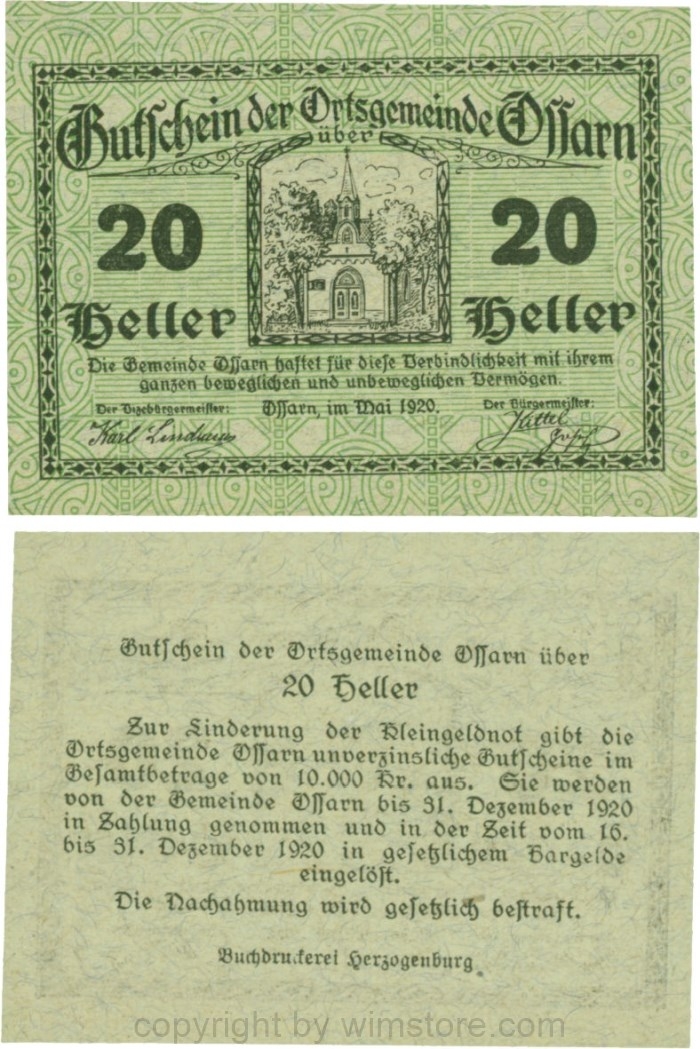 Gutschein der Ortsgemeinde Ossarn
über
20 20
Heller Heller
Die Gemeinde Ossarn haftet für diese Verbindlichkeit mit ihrem
ganzen beweglichen und unbeweglichen Vermögen.
Der Vizebürgermeister: Ossarn, im Mai 1920. Der Bürgermeister:
Karl Josef
Gutschein der Ortsgemeinde Ossarn über
20 Heller
Zur Linderung der Kleingeldnot gibt die
Ortsgemeinde Ossarn unverzinsliche Gutscheine im
Gesamtbetrage von 10.000 Kr. aus. Sie werden
von der Gemeinde Ossarn bis 31. Dezember 1920
in Zahlung genommen und in der Zeit vom 16.
bis 31. Dezember 1920 in gesetzlichem Bargelde
eingelöst.
Die Nachahmung wird gesetzlich bestraft.
Buchdruckerei Herzogenburg.
copyright by wimstore.com